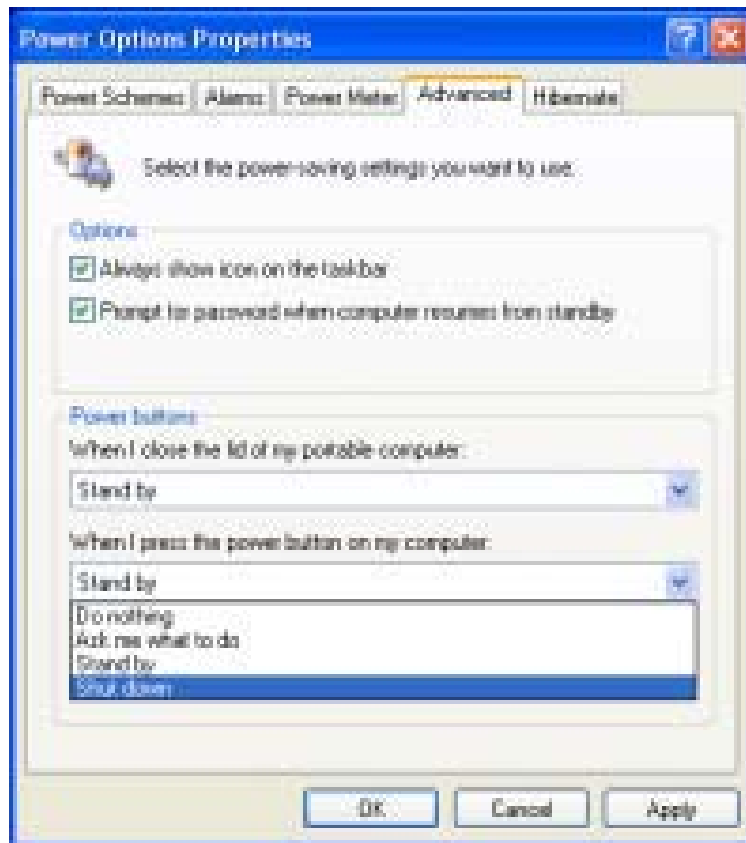 Power Options Properties
Power Schemes Alarms Power Meter Advanced Hibernate
Select the power-saving settings you want to use.
Options
Always show icon on the taskbar
Prompt for password when computer resumes from standby
Power buttons
When I close the lid of my portable computer:
Stand by
When I press the power button on my computer:
Stand by
Do nothing
Ask me what to do
Stand by
Shut down
OK Cancel Apply